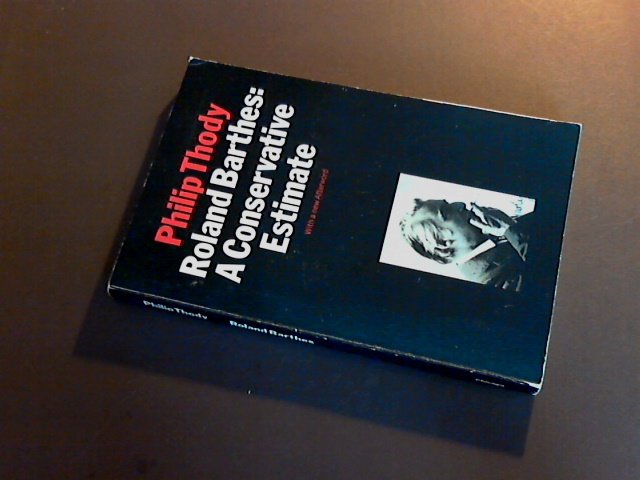 Philip Thody
Roland Barthes:
A Conservative
Estimate
With a new Afterword
Philip Thody
Roland Barthes